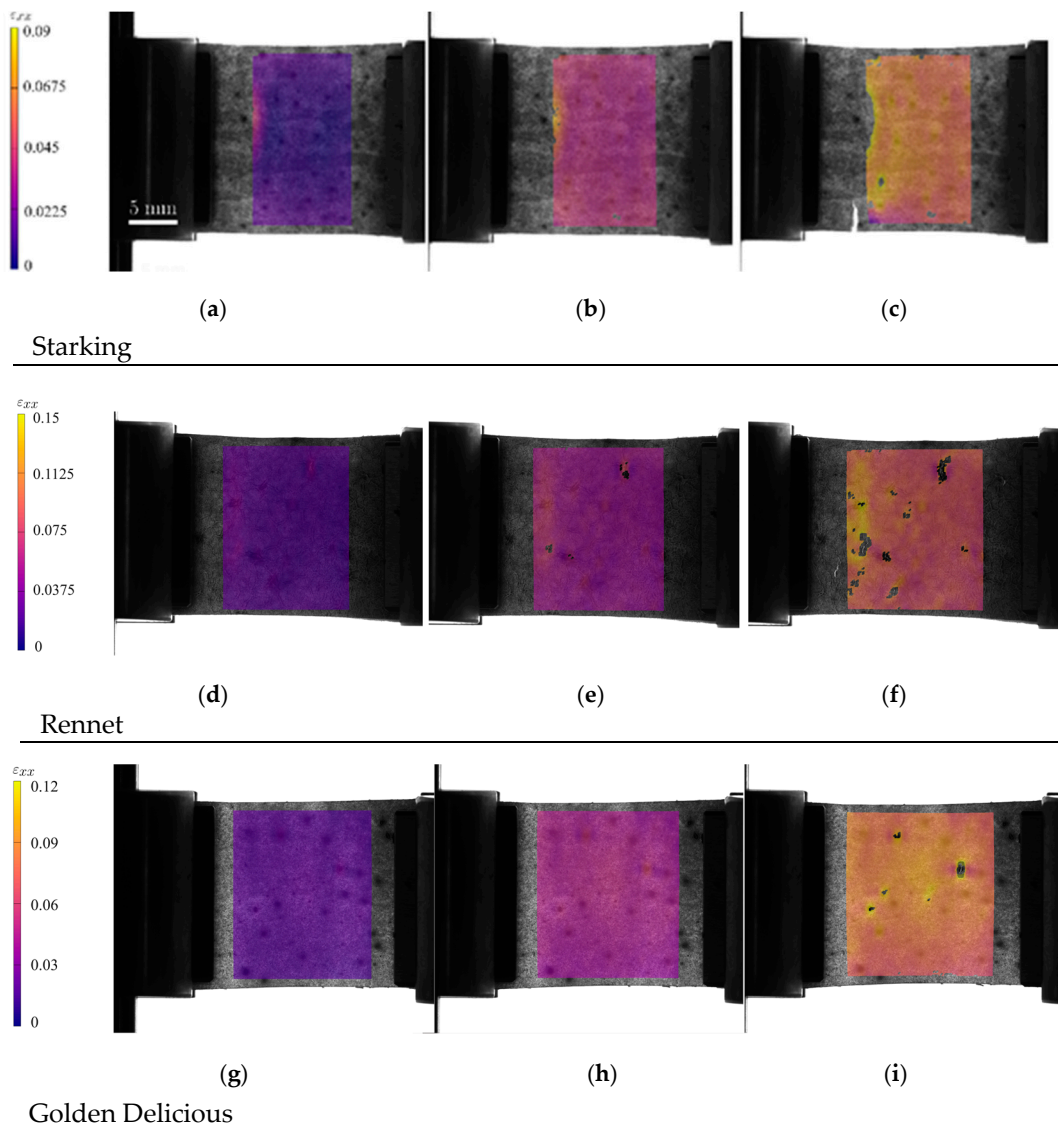 εxx
0.09
0.0675
0.045
0.0225
0
5 mm
(a) (b) (c)
Starking
εxx
0.15
0.1125
0.075
0.0375
0
(d) (e) (f)
Rennet
εxx
0.12
0.09
0.06
0.03
0
(g) (h) (i)
Golden Delicious